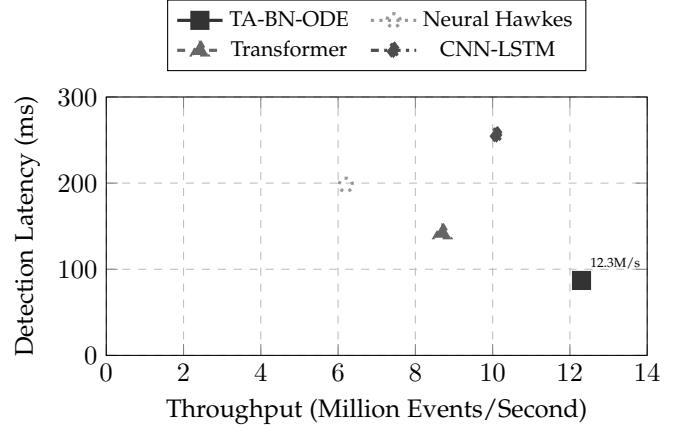 TA-BN-ODE Neural Hawkes
Transformer CNN-LSTM
300
200
100
0
Detection Latency (ms)
12.3M/s
0 2 4 6 8 10 12 14
Throughput (Million Events/Second)